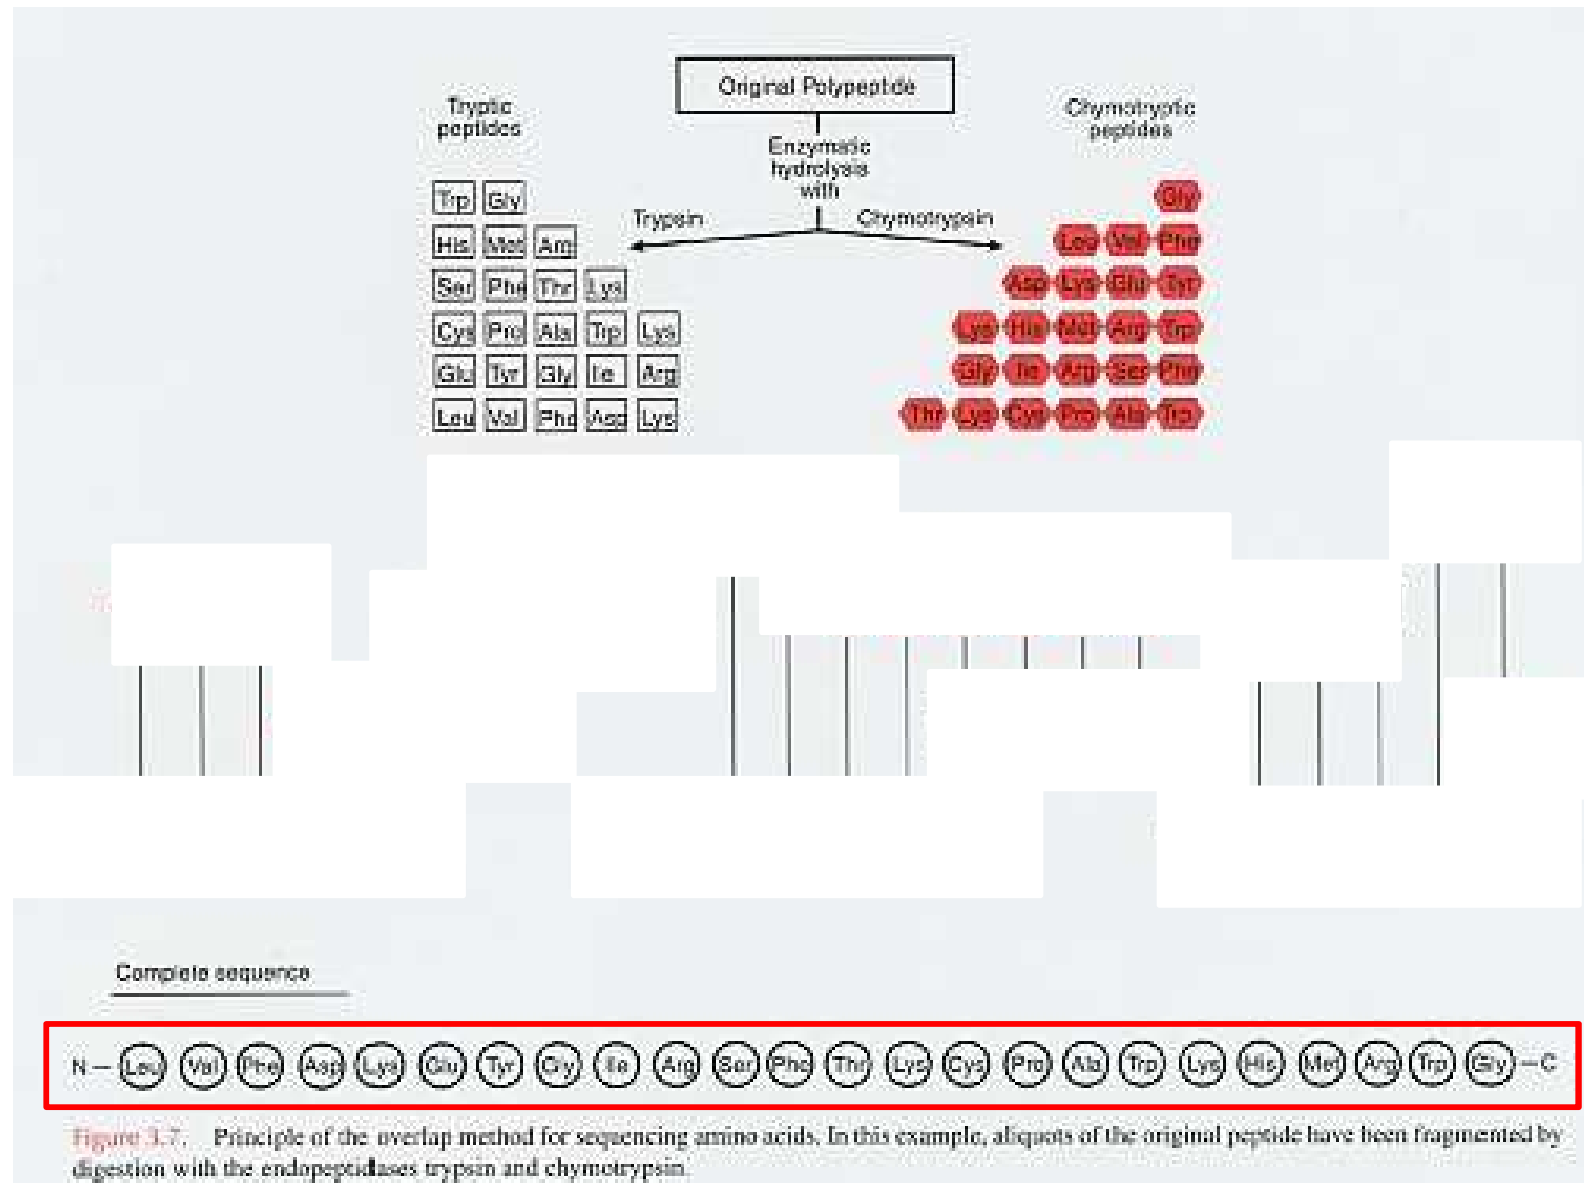 Original Polypeptide
Tryptic
peptides
Chymotryptic
peptides
Enzymatic
hydrolysis
with
Trypsin
Chymotrypsin
Trp Gly
His Met Arg
Ser Phe Thr Lys
Cys Pro Ala Trp Lys
Glu Tyr Gly Ile Arg
Leu Val Phe Asp Lys
Gly
Leu Val Phe
Asp Lys Glu Tyr
Lys His Met Arg Trp
Gly Ile Arg Ser Phe
Thr Lys Cys Pro Ala Trp
Complete sequence
N – Leu Val Phe Asp Lys Glu Tyr Gly Ile Arg Ser Phe Thr Lys Cys Pro Ala Trp Lys His Met Arg Trp Gly – C
Figure 3.7. Principle of the overlap method for sequencing amino acids. In this example, aliquots of the original peptide have been fragmented by
digestion with the endopeptidases trypsin and chymotrypsin.